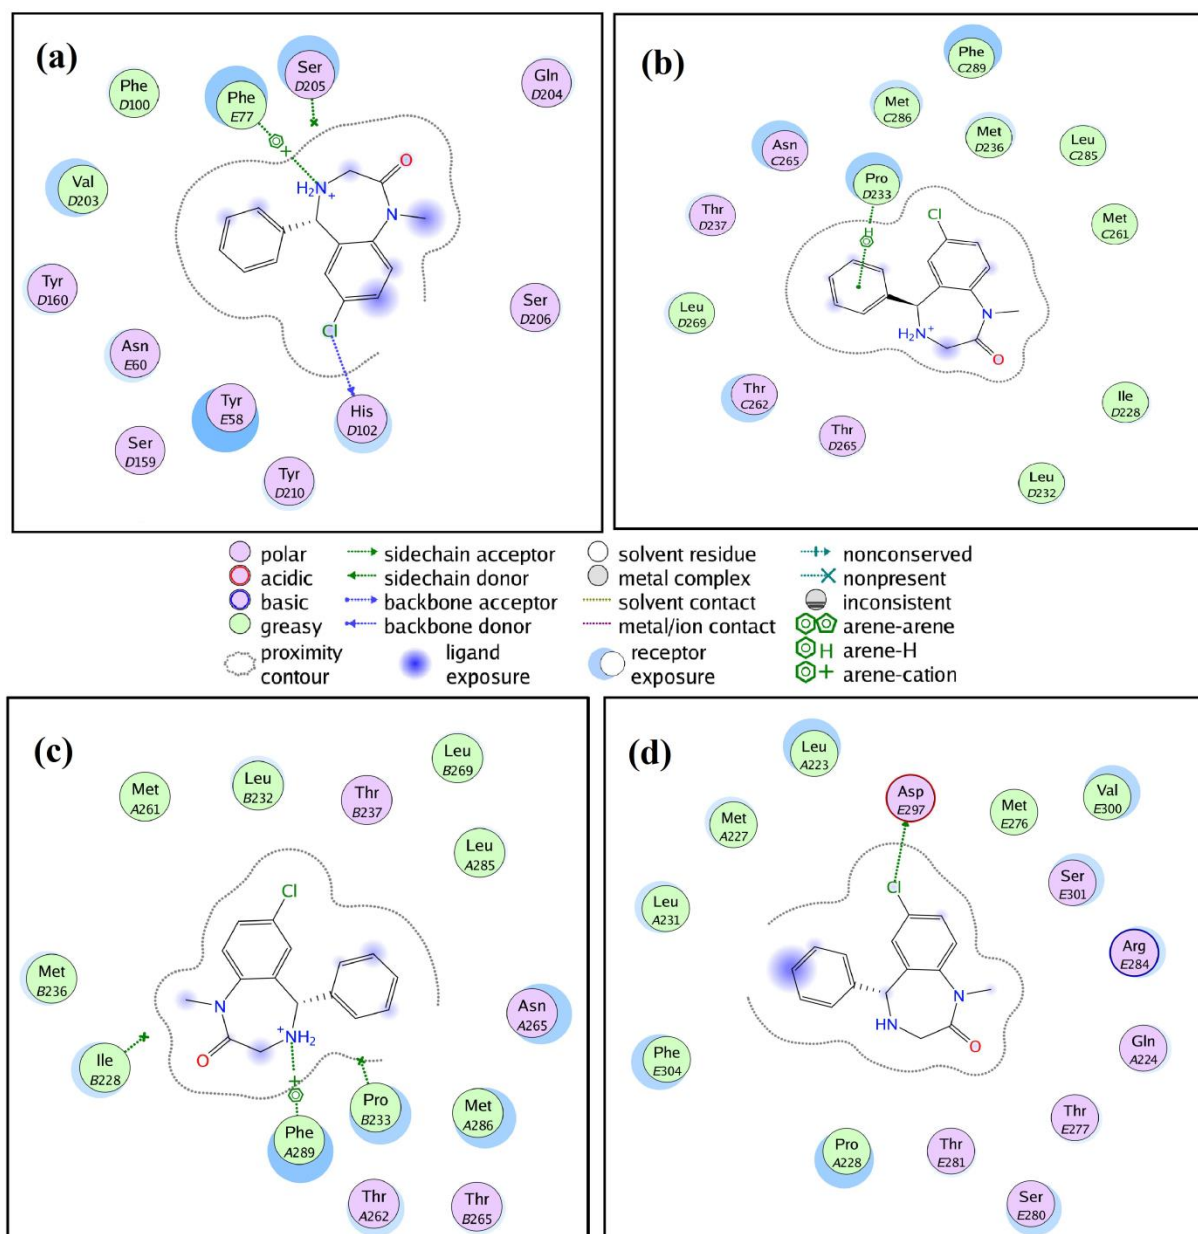 (a)
Phe
D100
Phe
E77
Ser
D205
Gln
D204
Val
D203
Tyr
D160
Asn
E60
Ser
D159
Tyr
E58
Tyr
D210
His
D102
Ser
D206
H₂N
+
N
O
Cl
(b)
Phe
C289
Met
C286
Met
D236
Leu
C285
Asn
C265
Pro
D233
Thr
D237
Met
C261
Leu
D269
Thr
C262
Thr
D265
Ile
D228
Leu
D232
H
Cl
N
H₂N
+
O
polar
acidic
basic
greasy
proximity
contour
sidechain acceptor
sidechain donor
backbone acceptor
backbone donor
ligand
exposure
solvent residue
metal complex
solvent contact
metal/ion contact
receptor
exposure
nonconserved
nonpresent
inconsistent
arene-arene
H arene-H
+ arene-cation
(c)
Met
A261
Leu
B232
Thr
B237
Leu
B269
Leu
A285
Met
B236
Asn
A265
Ile
B228
Phe
A289
Pro
B233
Met
A286
Thr
A262
Thr
B265
Cl
N
+
NH₂
O
+
(d)
Leu
A223
Asp
E297
Met
E276
Val
E300
Met
A227
Ser
E301
Leu
A231
Arg
E284
Phe
E304
Gln
A224
Thr
E277
Pro
A228
Thr
E281
Ser
E280
Cl
N
HN
O